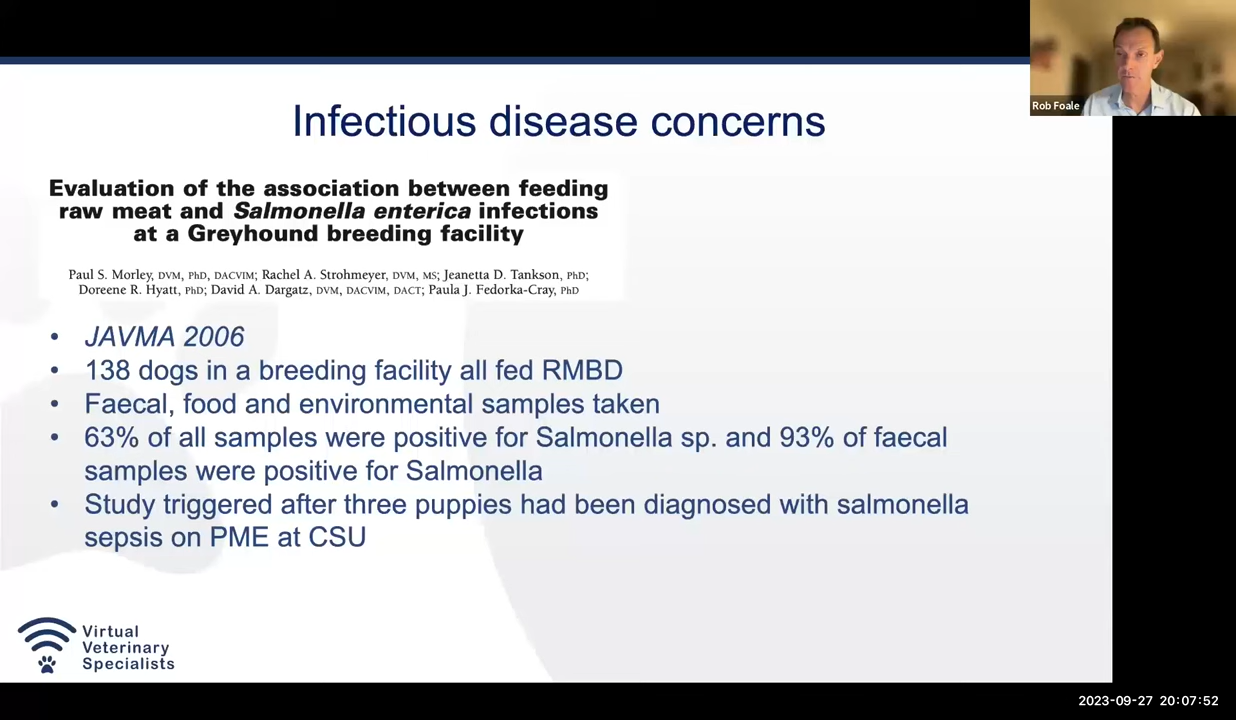 Rob Foale
Infectious disease concerns
Evaluation of the association between feeding
raw meat and Salmonella enterica infections
at a Greyhound breeding facility
Paul S. Morley, DVM, PhD, DACVIM; Rachel A. Strohmeyer, DVM, MS; Jeanetta D. Tankson, PhD;
Doreene R. Hyatt, PhD; David A. Dargatz, DVM, DACVIM, DACT; Paula J. Fedorka-Cray, PhD
• JAVMA 2006
• 138 dogs in a breeding facility all fed RMBD
• Faecal, food and environmental samples taken
• 63% of all samples were positive for Salmonella sp. and 93% of faecal
samples were positive for Salmonella
• Study triggered after three puppies had been diagnosed with salmonella
sepsis on PME at CSU
Virtual
Veterinary
Specialists
2023-09-27 20:07:52